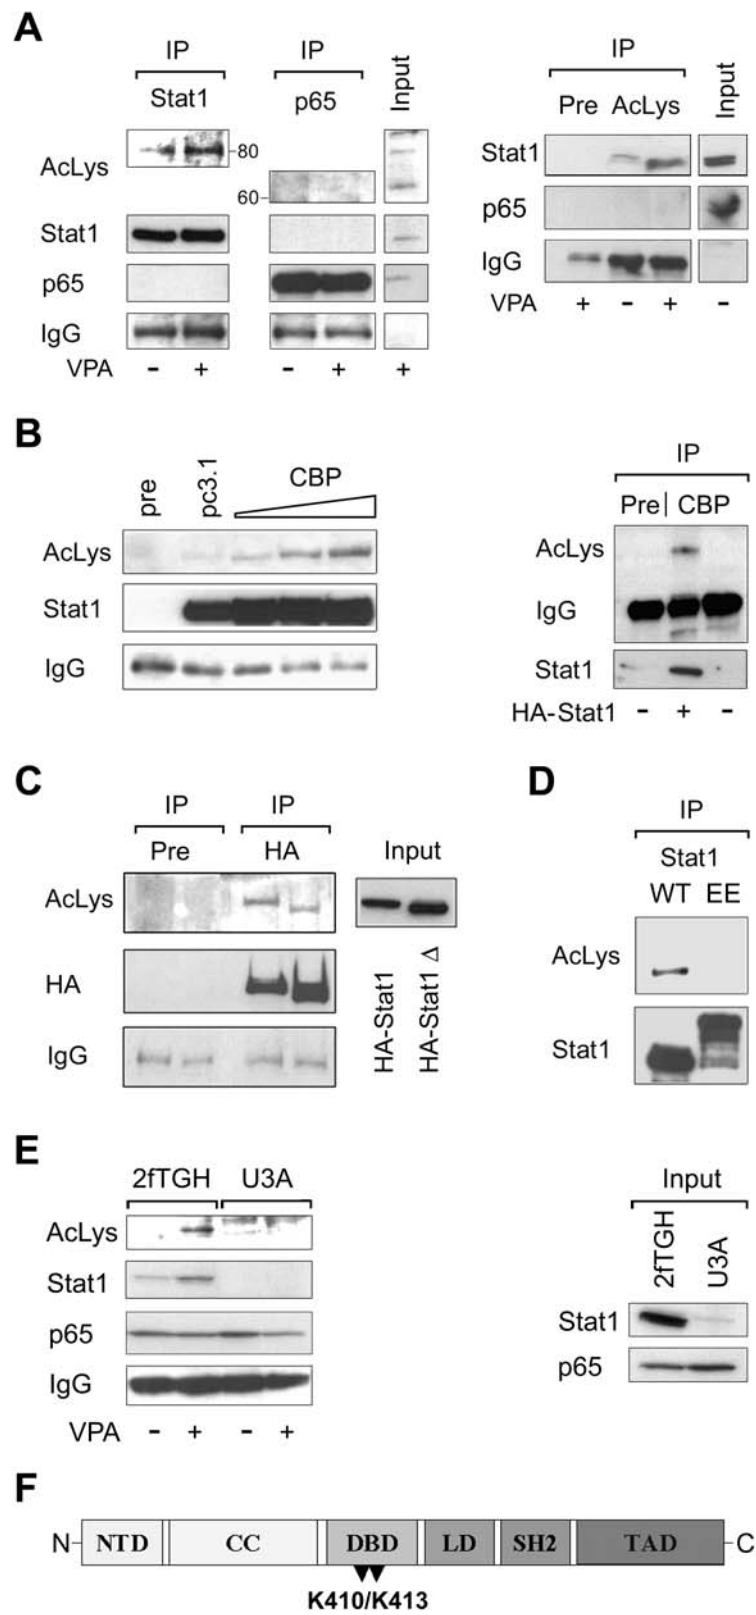 A
IP IP
Stat1 p65 Input
AcLys
80
60
Stat1
p65
IgG
VPA - + - + +
IP
Pre AcLys Input
Stat1
p65
IgG
VPA + - + -
B
pre pc3.1 CBP
AcLys
Stat1
IgG
IP
Pre CBP
AcLys
IgG
Stat1
HA-Stat1 - + -
C
IP IP
Pre HA Input
AcLys
HA
IgG
HA-Stat1
HA-Stat1 Δ
D
IP
Stat1
WT EE
AcLys
Stat1
E
2fTGH U3A
AcLys
Stat1
p65
IgG
VPA - + - +
Input
2fTGH
U3A
Stat1
p65
F
N NTD CC DBD LD SH2 TAD C
K410/K413